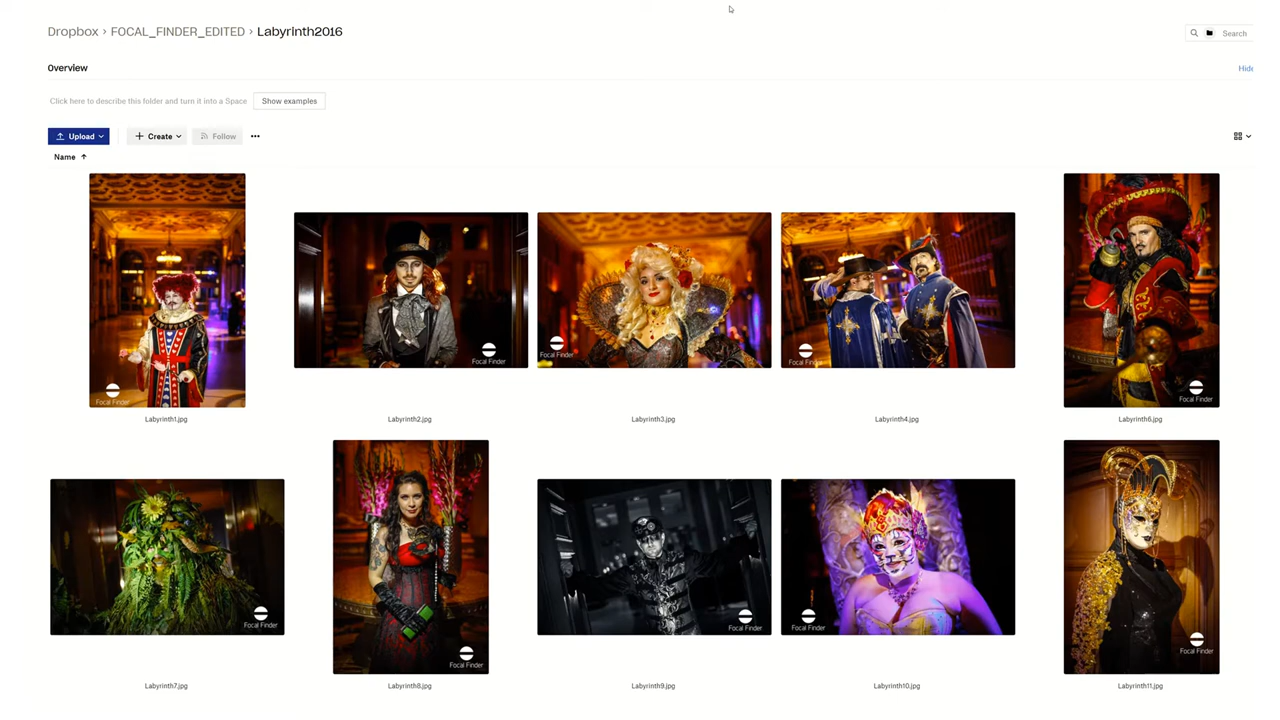 Dropbox › FOCAL_FINDER_EDITED › Labyrinth2016
Search
Overview
Hide
Click here to describe this folder and turn it into a Space
Show examples
Upload
Create
Follow
Name
Focal Finder
Focal Finder
Focal Finder
Focal Finder
Focal Finder
Labyrinth1.jpg
Labyrinth2.jpg
Labyrinth3.jpg
Labyrinth4.jpg
Labyrinth6.jpg
Focal Finder
Focal Finder
Focal Finder
Focal Finder
Focal Finder
Labyrinth7.jpg
Labyrinth8.jpg
Labyrinth9.jpg
Labyrinth10.jpg
Labyrinth11.jpg